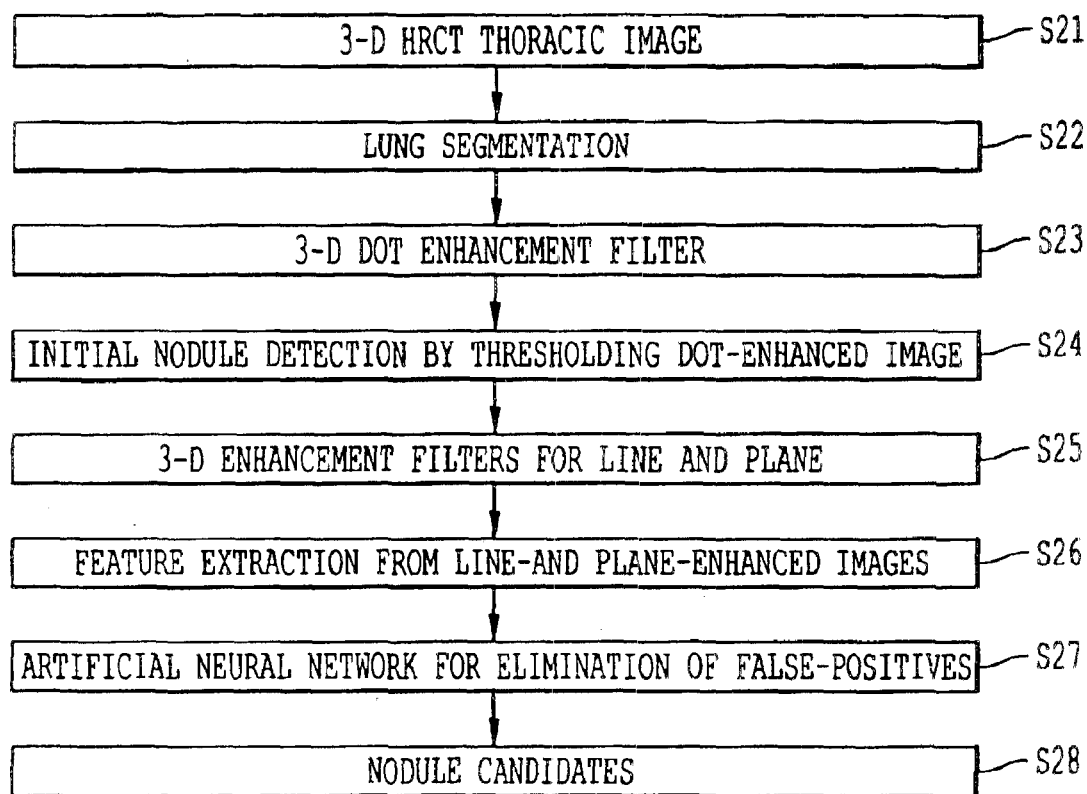 3-D HRCT THORACIC IMAGE S21
LUNG SEGMENTATION S22
3-D DOT ENHANCEMENT FILTER S23
INITIAL NODULE DETECTION BY THRESHOLDING DOT-ENHANCED IMAGE S24
3-D ENHANCEMENT FILTERS FOR LINE AND PLANE S25
FEATURE EXTRACTION FROM LINE-AND PLANE-ENHANCED IMAGES S26
ARTIFICIAL NEURAL NETWORK FOR ELIMINATION OF FALSE-POSITIVES S27
NODULE CANDIDATES S28